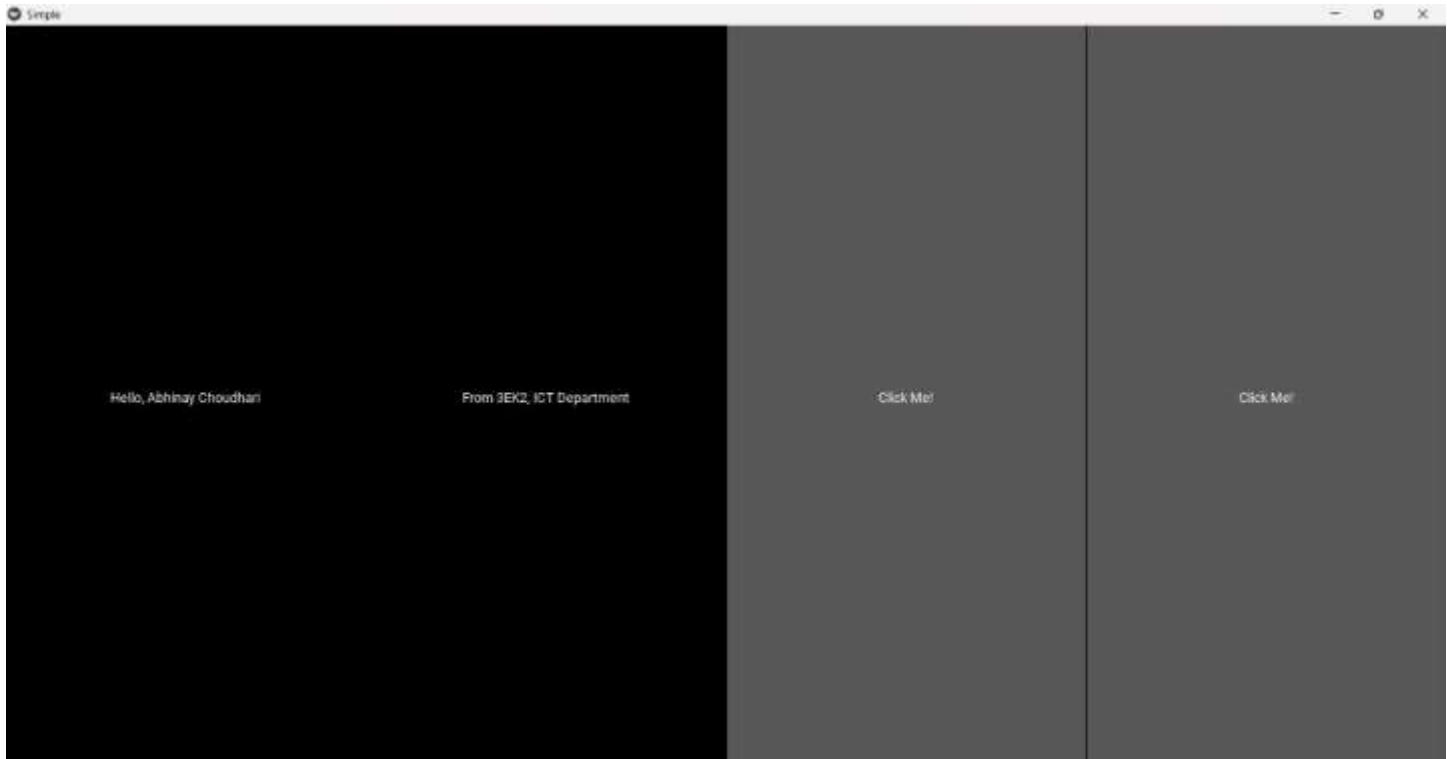 Simple
Hello, Abhinay Choudhari
From 3EK2, ICT Department
Click Me!
Click Me!